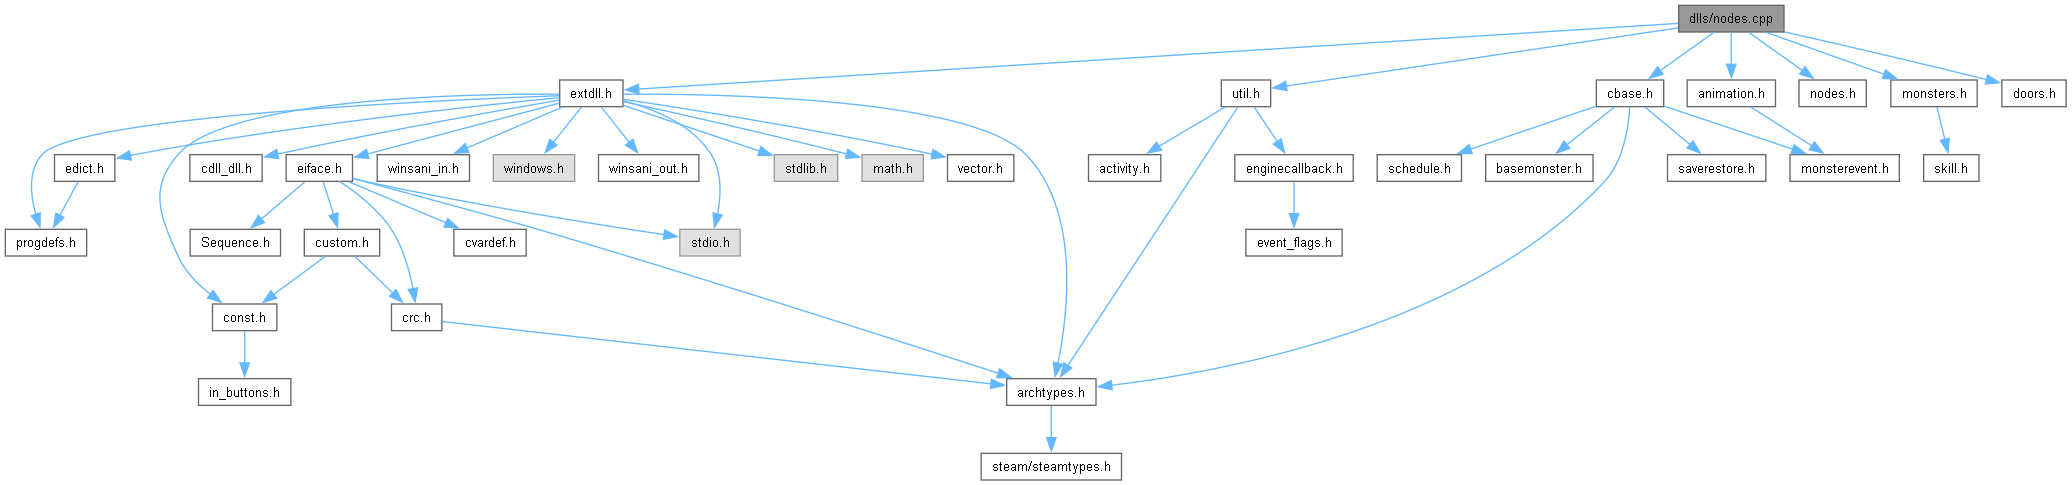 dlls/nodes.cpp
extdll.h
util.h
cbase.h
animation.h
nodes.h
monsters.h
doors.h
edict.h
cdll_dll.h
eiface.h
winsani_in.h
windows.h
winsani_out.h
stdlib.h
math.h
vector.h
activity.h
enginecallback.h
schedule.h
basemonster.h
saverestore.h
monsterevent.h
skill.h
progdefs.h
Sequence.h
custom.h
cvardef.h
stdio.h
event_flags.h
const.h
crc.h
in_buttons.h
archtypes.h
steam/steamtypes.h